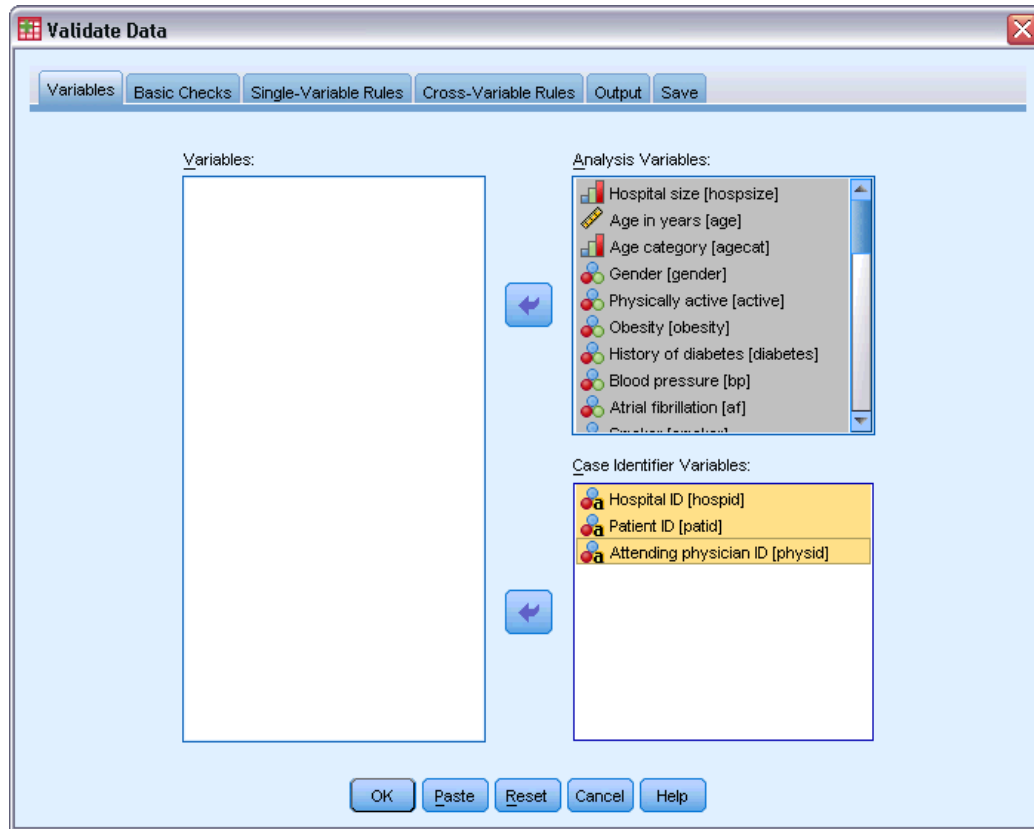 Validate Data
Variables Basic Checks Single-Variable Rules Cross-Variable Rules Output Save
Variables:
Analysis Variables:
Hospital size [hospsize]
Age in years [age]
Age category [agecat]
Gender [gender]
Physically active [active]
Obesity [obesity]
History of diabetes [diabetes]
Blood pressure [bp]
Atrial fibrillation [af]
Case Identifier Variables:
Hospital ID [hospid]
Patient ID [patid]
Attending physician ID [physid]
OK Paste Reset Cancel Help